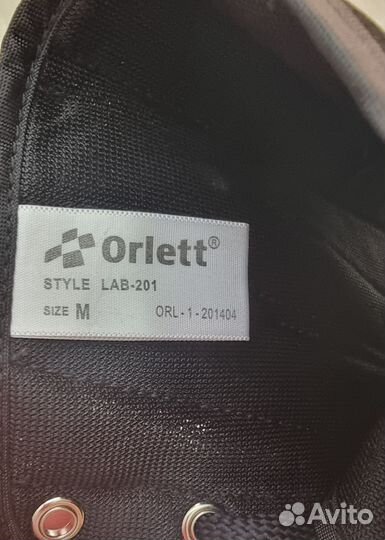 Orlett®
STYLE LAB-201
SIZE M ORL-1-201404
Avito